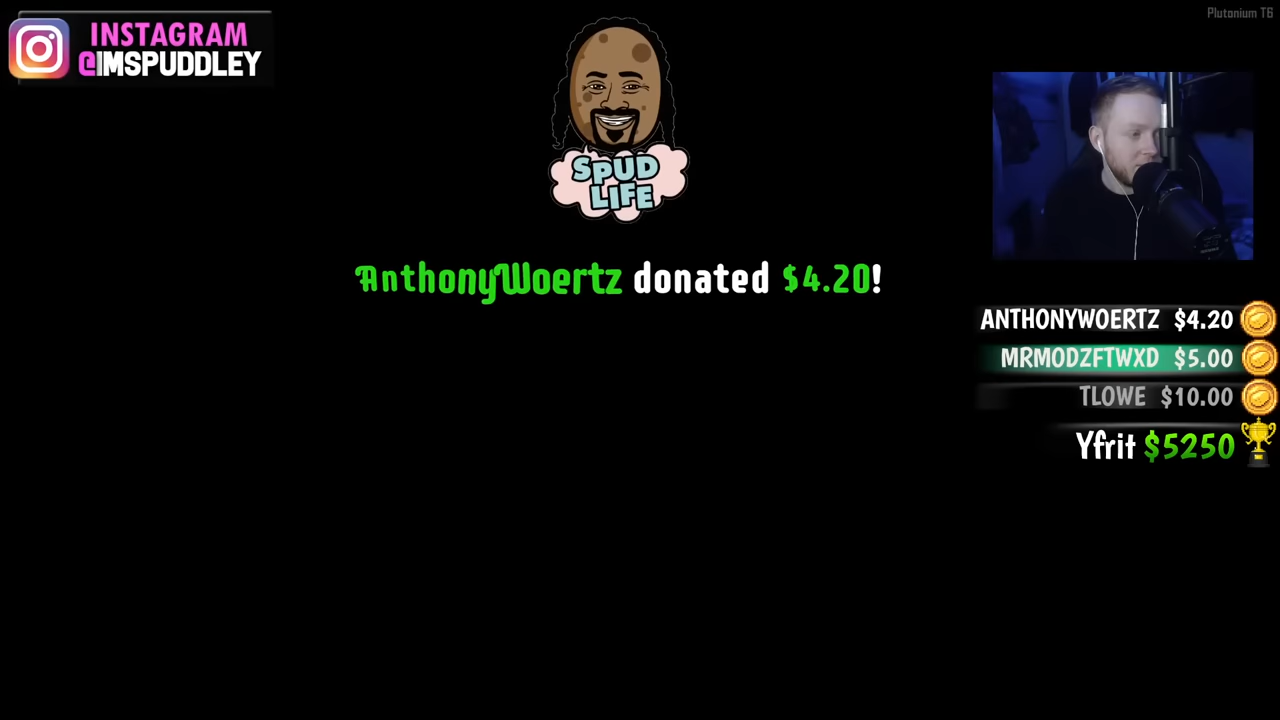 INSTAGRAM
@IMSPUDDLEY
Plutonium T6
SPUD
LIFE
AnthonyWoertz donated $4.20!
ANTHONYWOERTZ $4.20
MRMODZFTWXD $5.00
TLOWE $10.00
Yfrit $5250